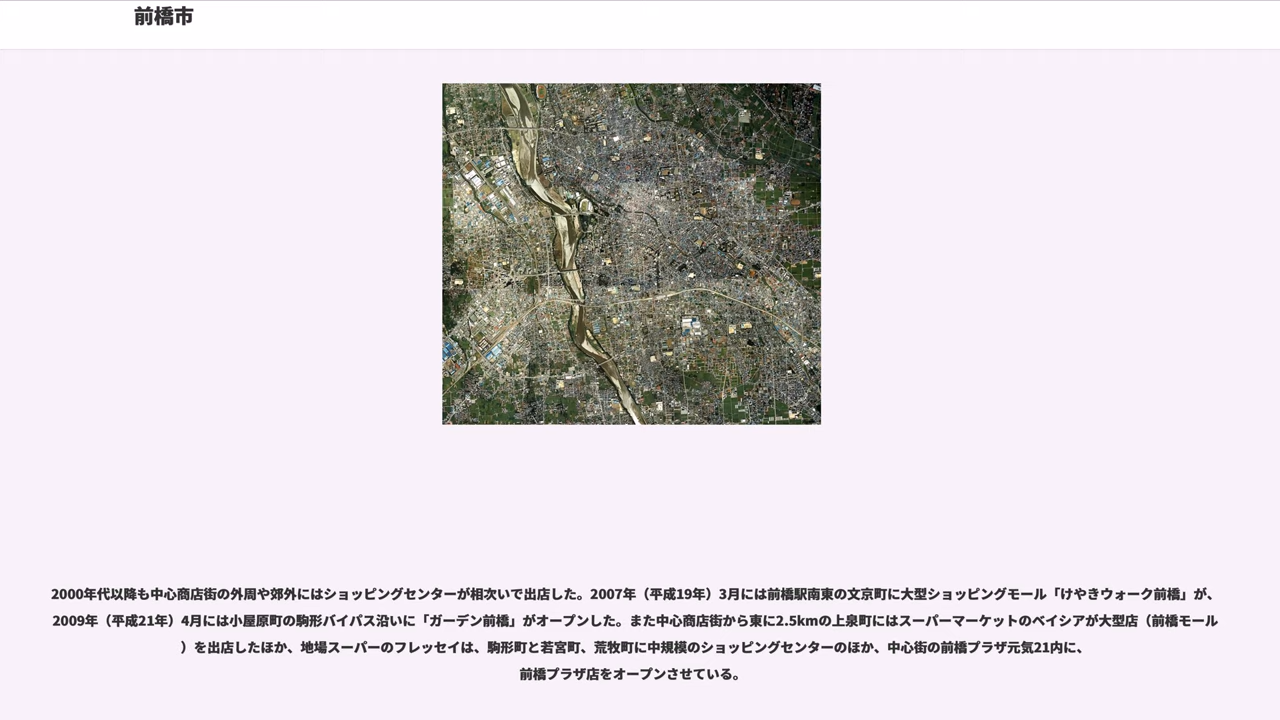 前橋市
2000年代以降も中心商店街の外周や郊外にはショッピングセンターが相次いで出店した。2007年（平成19年）3月には前橋駅南東の文京町に大型ショッピングモール「けやきウォーク前橋」が、
2009年（平成21年）4月には小屋原町の駒形バイパス沿いに「ガーデン前橋」がオープンした。また中心商店街から東に2.5kmの上泉町にはスーパーマーケットのベイシアが大型店（前橋モール
）を出店したほか、地場スーパーのフレッセイは、駒形町と若宮町、荒牧町に中規模のショッピングセンターのほか、中心街の前橋プラザ元気21内に、
前橋プラザ店をオープンさせている。